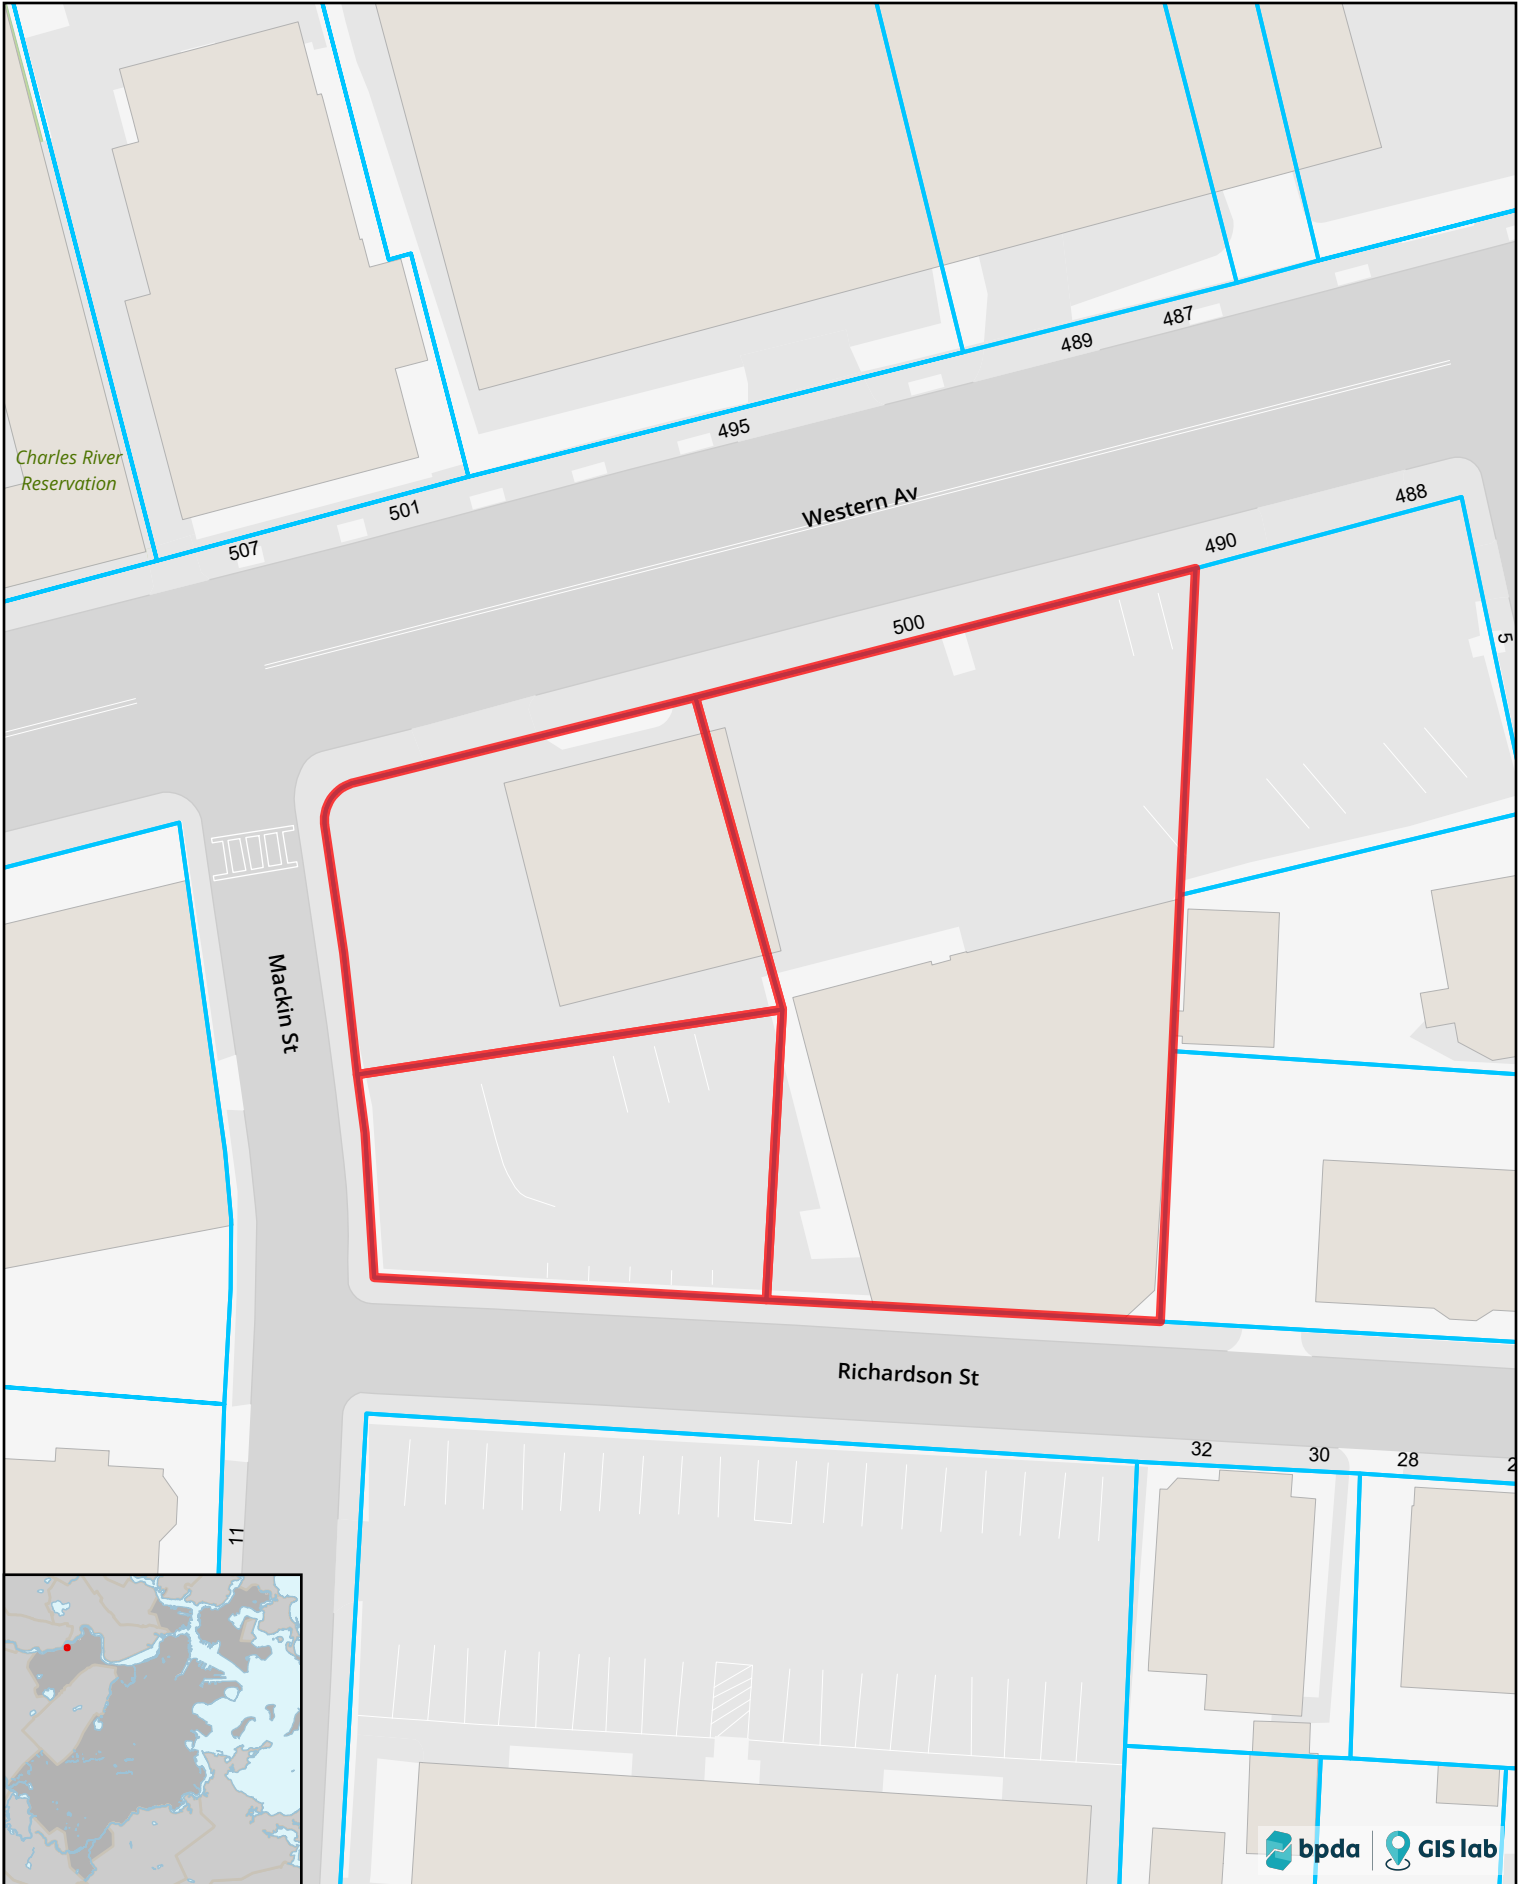 487
489
495
Charles River
Reservation
Western Av
488
501
490
507
500
5
Mackin St
Richardson St
32
30
28
11
bpda
GIS lab